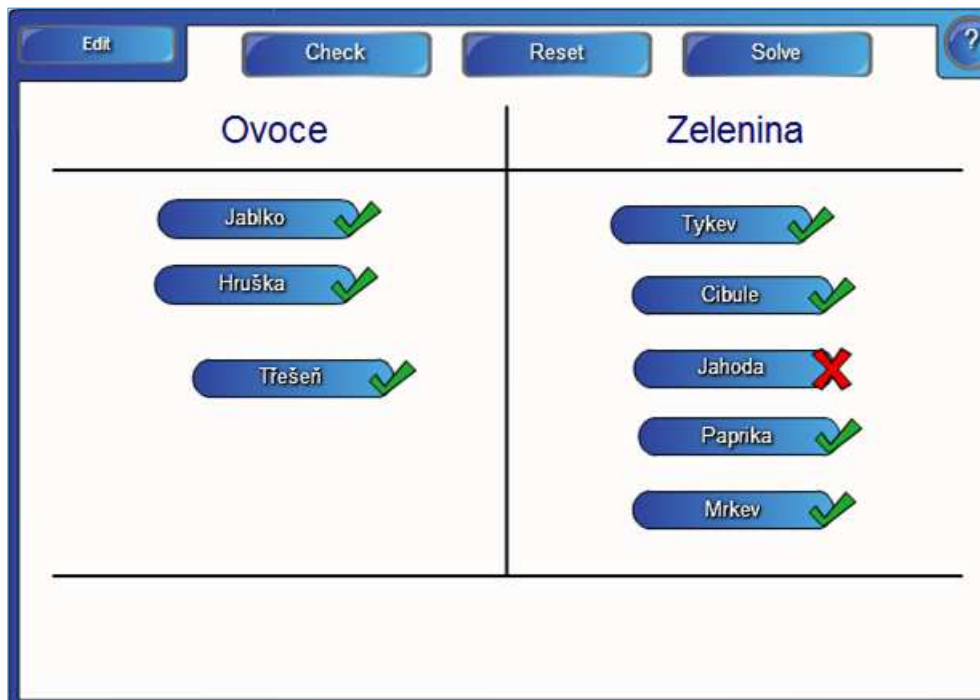 Edit
Check
Reset
Solve
?
Ovoce
Zelenina
Jablko
Hruška
Třešeň
Tykev
Cibule
Jahoda
Paprika
Mrkev